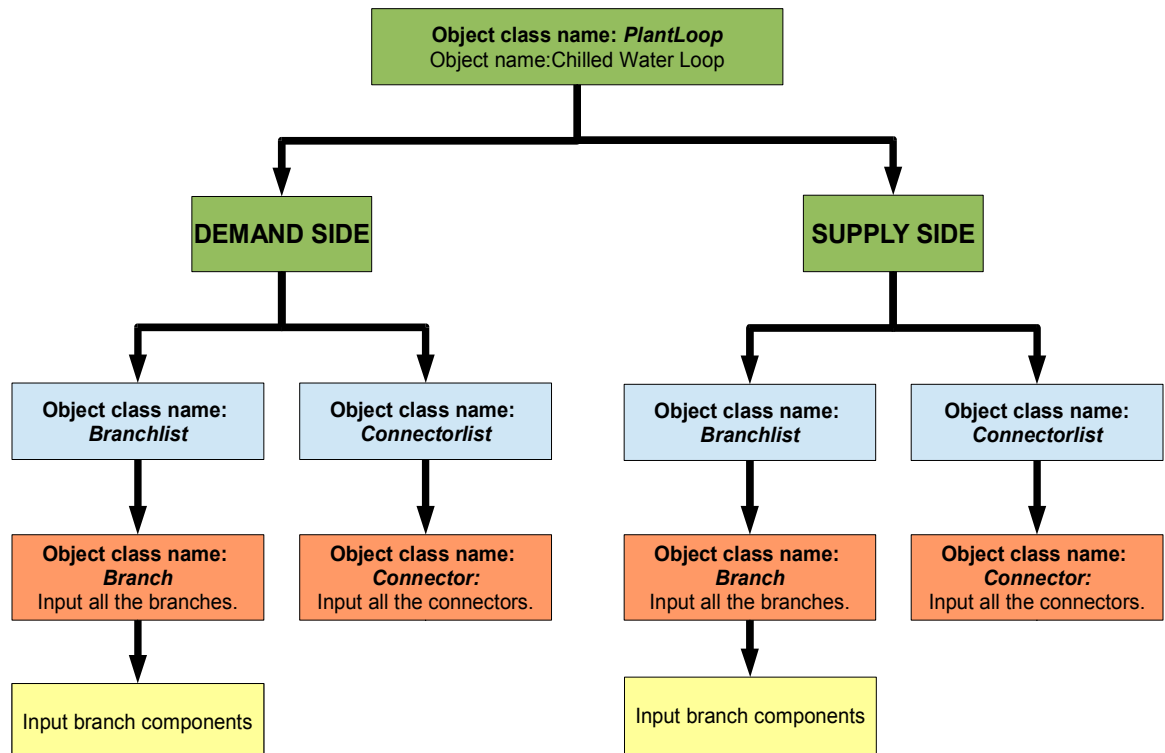 Object class name: PlantLoop
Object name:Chilled Water Loop
DEMAND SIDE
SUPPLY SIDE
Object class name:
Branchlist
Object class name:
Connectorlist
Object class name:
Branchlist
Object class name:
Connectorlist
Object class name:
Branch
Input all the branches.
Object class name:
Connector:
Input all the connectors.
Object class name:
Branch
Input all the branches.
Object class name:
Connector:
Input all the connectors.
Input branch components
Input branch components